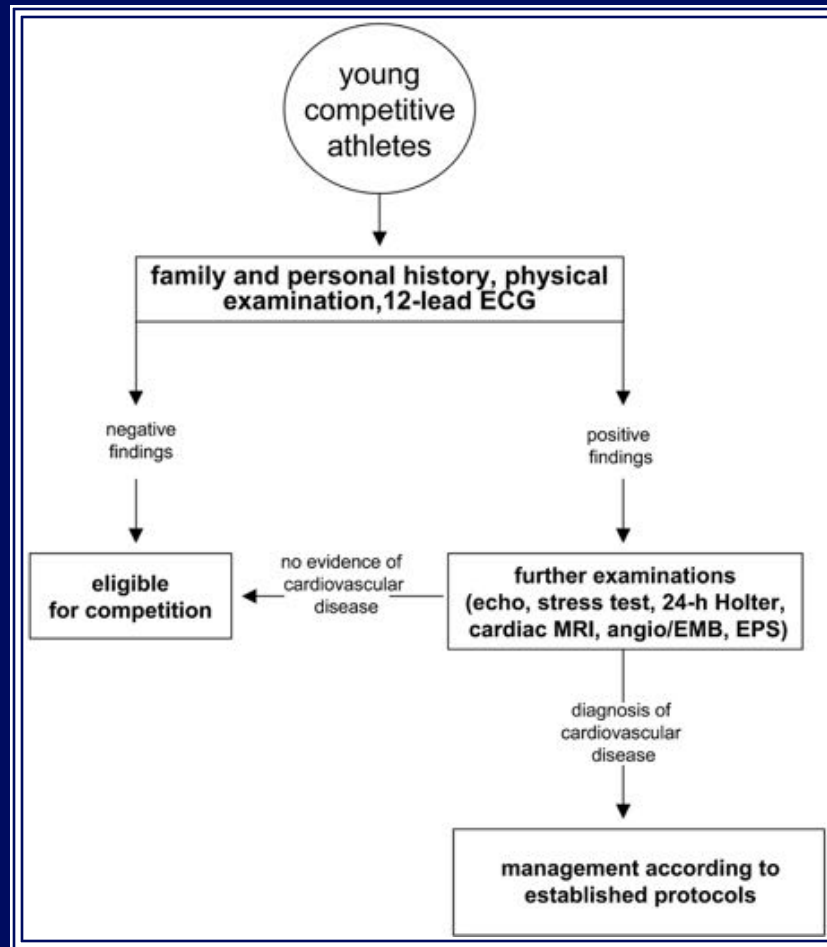 young
competitive
athletes
family and personal history, physical
examination,12-lead ECG
negative
findings
positive
findings
eligible
for competition
no evidence of
cardiovascular
disease
further examinations
(echo, stress test, 24-h Holter,
cardiac MRI, angio/EMB, EPS)
diagnosis of
cardiovascular
disease
management according to
established protocols